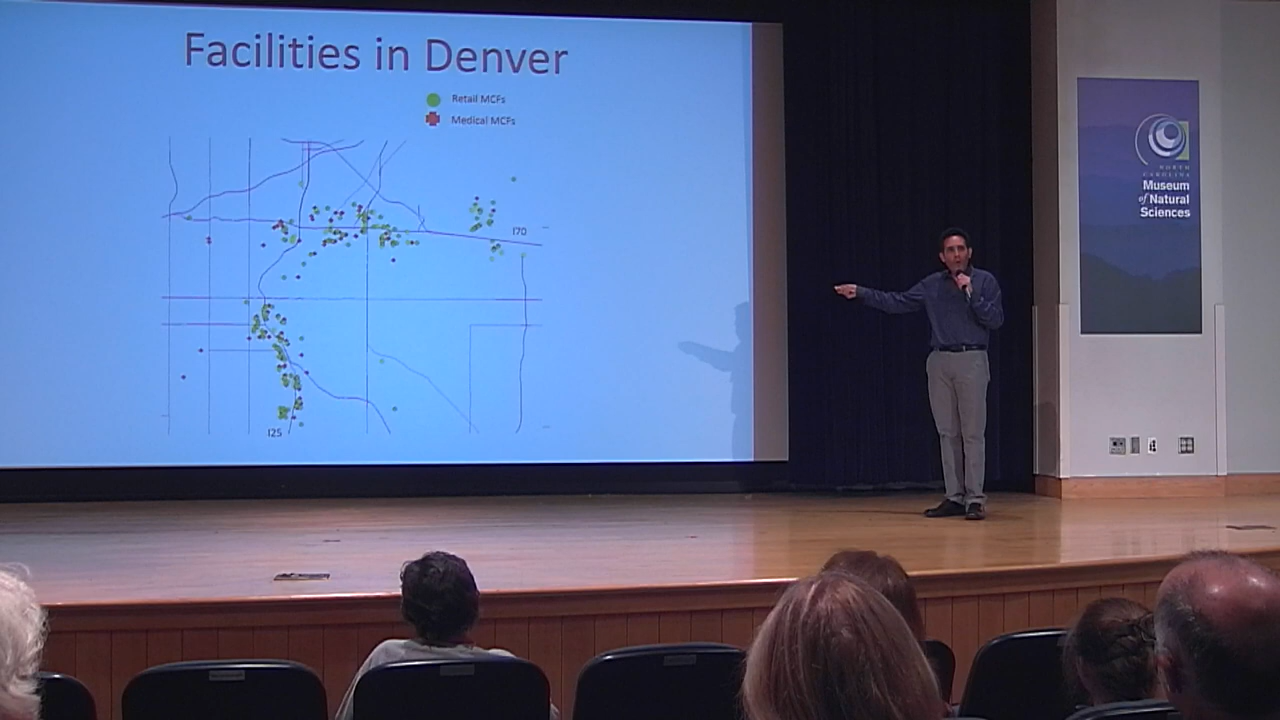 Facilities in Denver
Retail MCFs
Medical MCFs
I70
I25
NORTH
CAROLINA
Museum
of Natural
Sciences